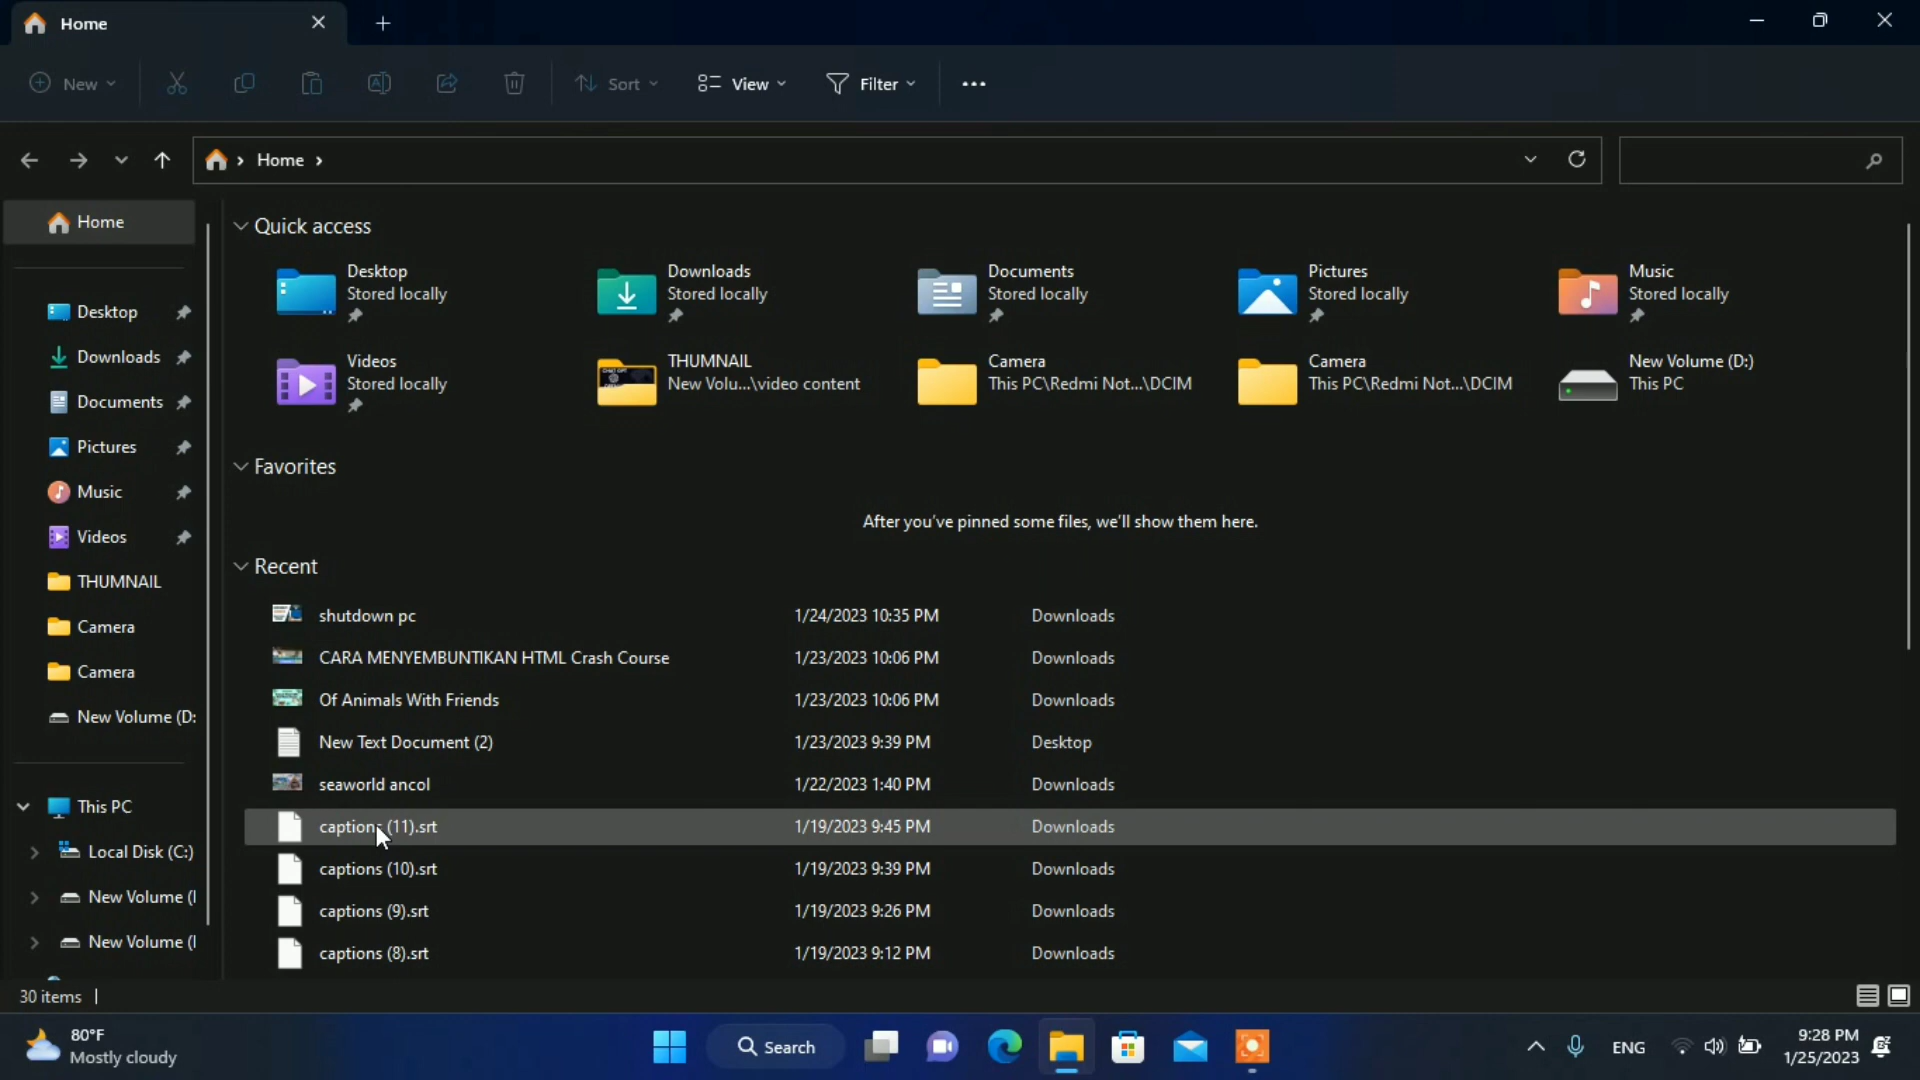 Home
New
Sort
View
Filter
Home
Home
Desktop
Downloads
Documents
Pictures
Music
Videos
THUMNAIL
Camera
Camera
New Volume (D:
This PC
Local Disk (C:)
New Volume (
New Volume (
Quick access
Desktop
Stored locally
Downloads
Stored locally
Documents
Stored locally
Pictures
Stored locally
Music
Stored locally
Videos
Stored locally
THUMNAIL
New Volu...\video content
Camera
This PC\Redmi Not...\DCIM
Camera
This PC\Redmi Not...\DCIM
New Volume (D:)
This PC
Favorites
After you've pinned some files, we'll show them here.
Recent
shutdown pc 1/24/2023 10:35 PM Downloads
CARA MENYEMBUNTIKAN HTML Crash Course 1/23/2023 10:06 PM Downloads
Of Animals With Friends 1/23/2023 10:06 PM Downloads
New Text Document (2) 1/23/2023 9:39 PM Desktop
seaworld ancol 1/22/2023 1:40 PM Downloads
captions (11).srt 1/19/2023 9:45 PM Downloads
captions (10).srt 1/19/2023 9:39 PM Downloads
captions (9).srt 1/19/2023 9:26 PM Downloads
captions (8).srt 1/19/2023 9:12 PM Downloads
30 items
80°F
Mostly cloudy
Search
ENG
9:28 PM
1/25/2023